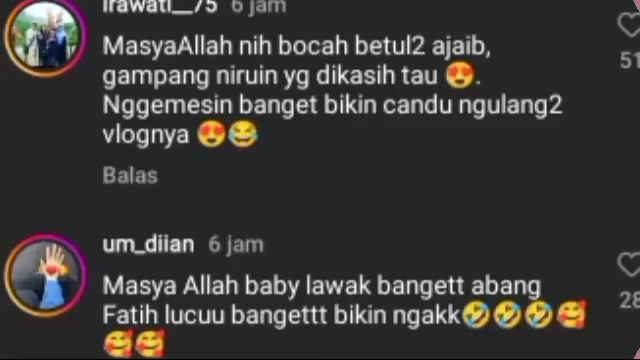 irawati__75 6 jam
MasyaAllah nih bocah betul2 ajaib,
gampang niruin yg dikasih tau 😍.
Nggemesin banget bikin candu ngulang2
vlognya 😍😂
51
Balas
um_diian 6 jam
Masya Allah baby lawak bangett abang
Fatih lucuu bangettt bikin ngakk🤣🤣🤣🥰
🥰🥰
28